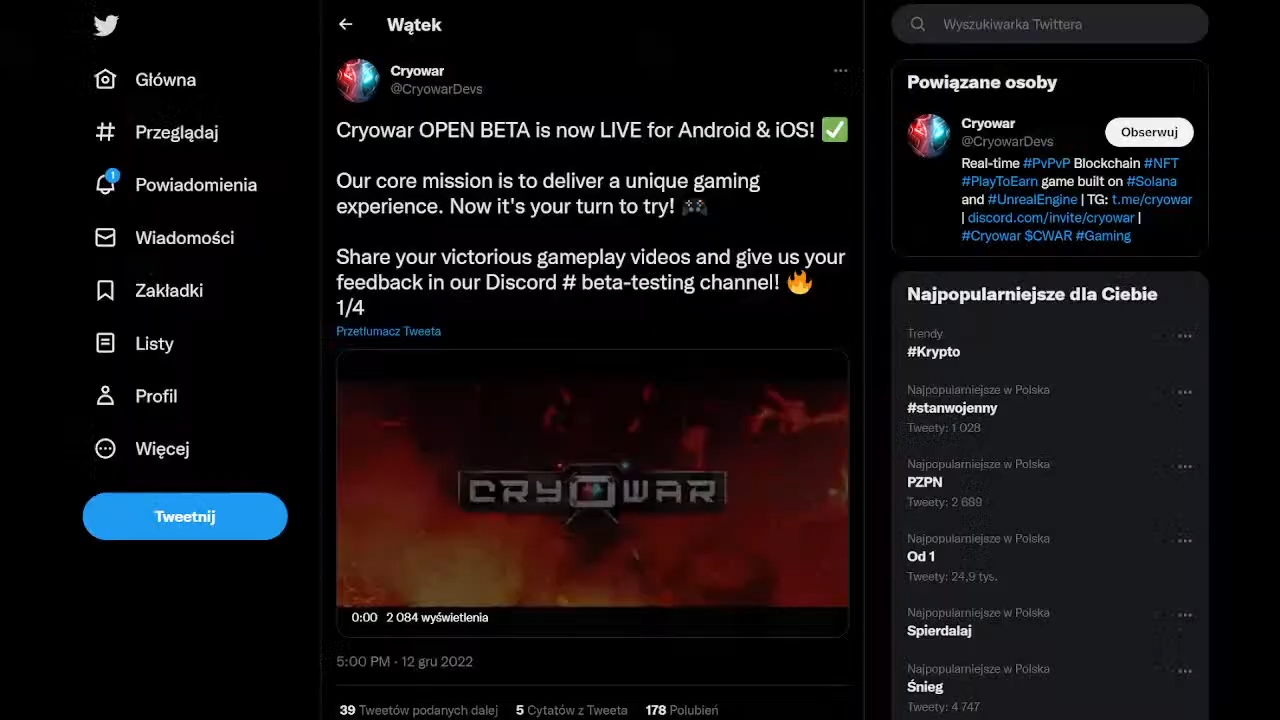 Główna
Przeglądaj
1
Powiadomienia
Wiadomości
Zakładki
Listy
Profil
Więcej
Tweetnij
Wątek
Cryowar
@CryowarDevs
Cryowar OPEN BETA is now LIVE for Android & iOS! ✅
Our core mission is to deliver a unique gaming
experience. Now it's your turn to try! 🎮
Share your victorious gameplay videos and give us your
feedback in our Discord # beta-testing channel! 🔥
1/4
Przetłumacz Tweeta
CRYOWAR
0:00 2 084 wyświetlenia
5:00 PM · 12 gru 2022
39 Tweetów podanych dalej 5 Cytatów z Tweeta 178 Polubień
Wyszukiwarka Twittera
Powiązane osoby
Cryowar
@CryowarDevs
Obserwuj
Real-time #PvPvP Blockchain #NFT
#PlayToEarn game built on #Solana
and #UnrealEngine | TG: t.me/cryowar
| discord.com/invite/cryowar |
#Cryowar $CWAR #Gaming
Najpopularniejsze dla Ciebie
Trendy
#Krypto
Najpopularniejsze w Polska
#stanwojenny
Tweety: 1 028
Najpopularniejsze w Polska
PZPN
Tweety: 2 689
Najpopularniejsze w Polska
Od 1
Tweety: 24,9 tys.
Najpopularniejsze w Polska
Spierdalaj
Najpopularniejsze w Polska
Śnieg
Tweety: 4 747